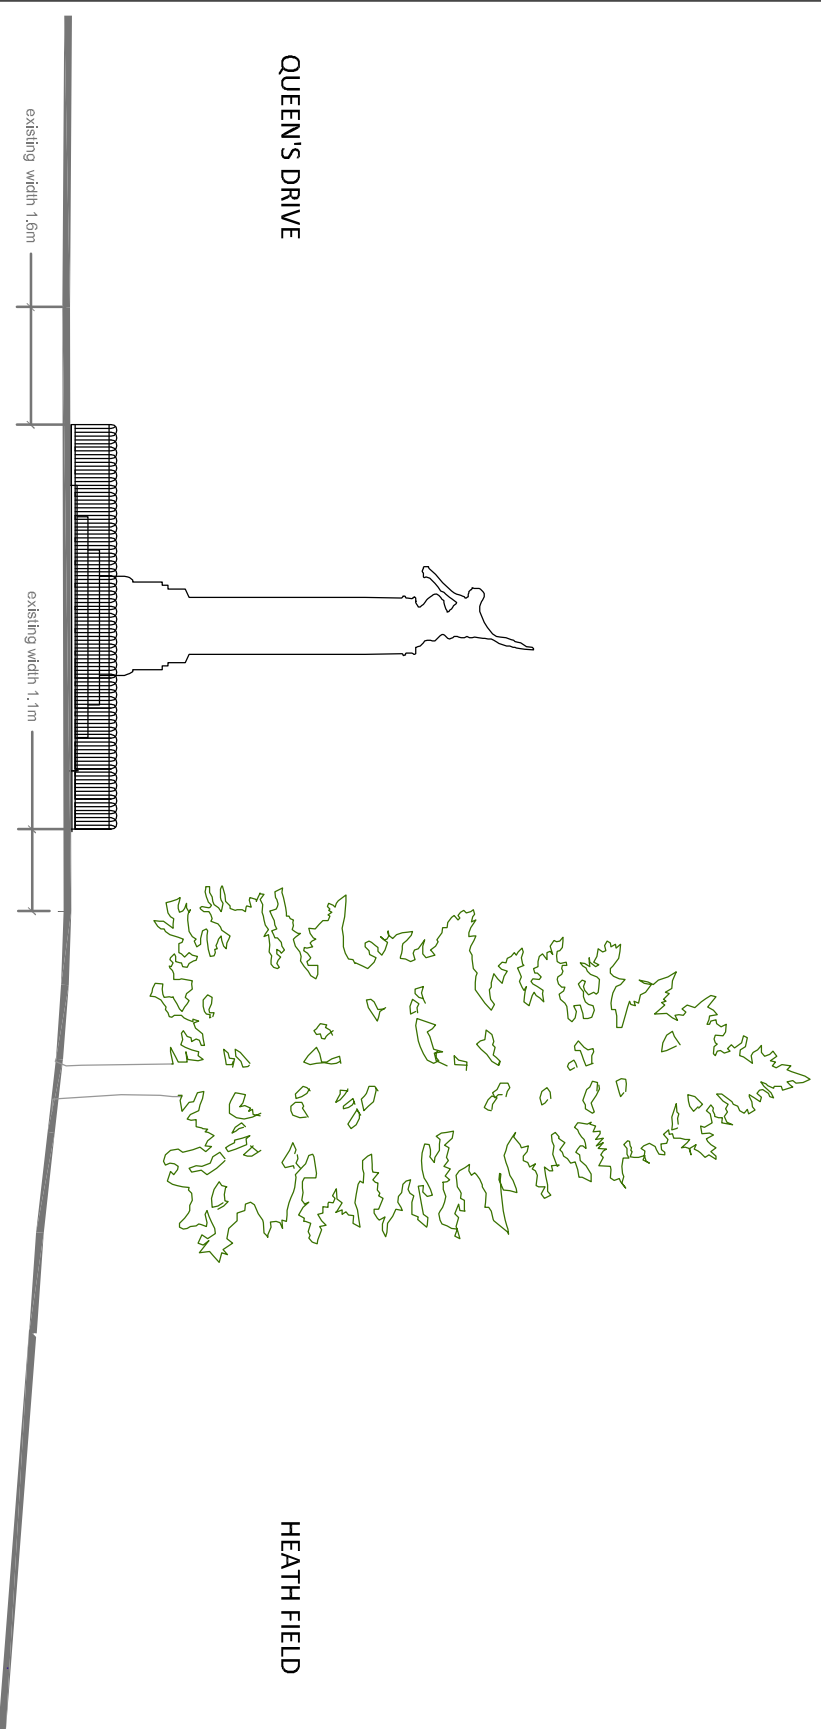 QUEEN'S DRIVE
HEATH FIELD
existing width 1.6m
existing width 1.1m